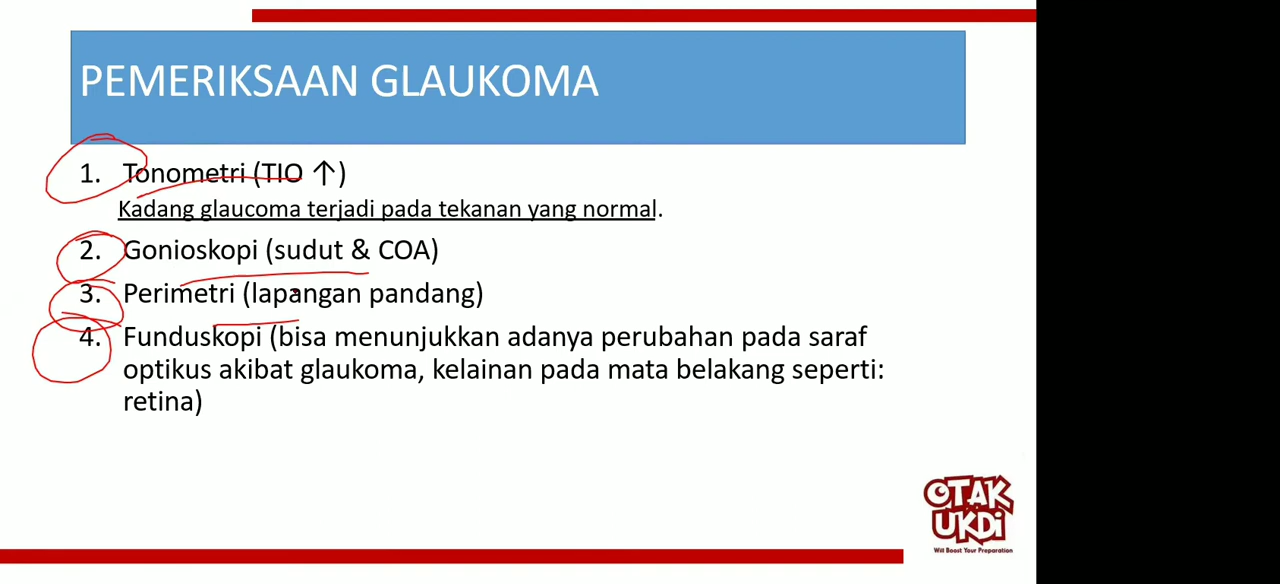 PEMERIKSAAN GLAUKOMA
1. Tonometri (TIO ↑)
Kadang glaucoma terjadi pada tekanan yang normal.
2. Gonioskopi (sudut & COA)
3. Perimetri (lapangan pandang)
4. Funduskopi (bisa menunjukkan adanya perubahan pada saraf
optikus akibat glaukoma, kelainan pada mata belakang seperti:
retina)
OTAK
UKDI
Will Boost Your Preparation